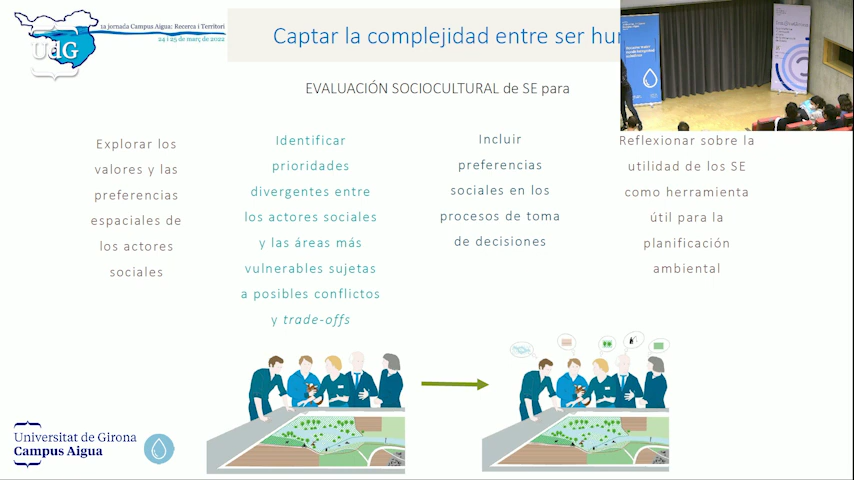 1a jornada Campus Aigua: Recerca i Territori
24 i 25 de març de 2022
UdG
Captar la complejidad entre ser hu
EVALUACIÓN SOCIOCULTURAL de SE para
Explorar los
valores y las
preferencias
espaciales de
los actores
sociales
Identificar
prioridades
divergentes entre
los actores sociales
y las áreas más
vulnerables sujetas
a posibles conflictos
y trade-offs
Incluir
preferencias
sociales en los
procesos de toma
de decisiones
Reflexionar sobre la
utilidad de los SE
como herramienta
útil para la
planificación
ambiental
Universitat de Girona
Campus Aigua